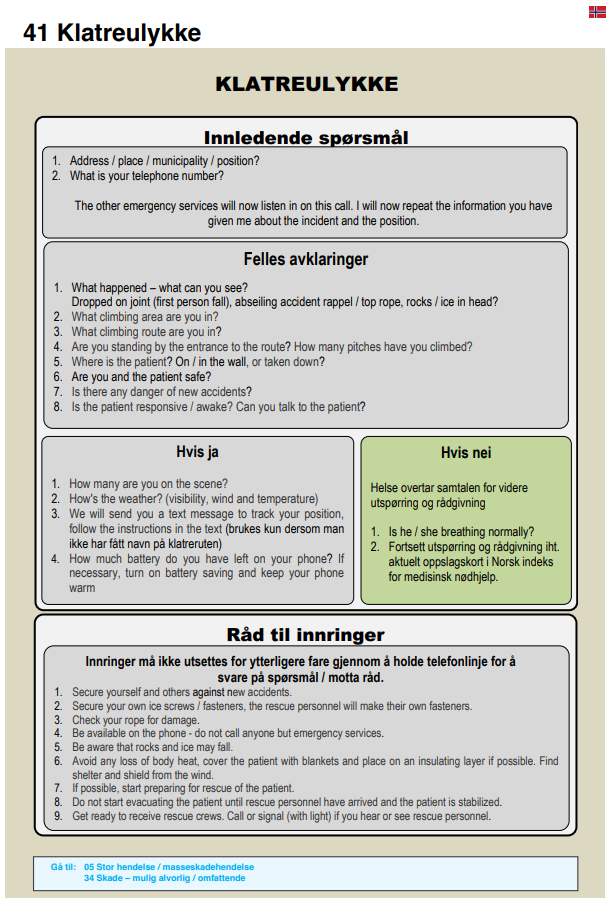 41 Klatreulykke
KLATREULYKKE
Innledende spørsmål
1. Address / place / municipality / position?
2. What is your telephone number?
The other emergency services will now listen in on this call. I will now repeat the information you have
given me about the incident and the position.
Felles avklaringer
1. What happened – what can you see?
Dropped on joint (first person fall), abseiling accident rappel / top rope, rocks / ice in head?
2. What climbing area are you in?
3. What climbing route are you in?
4. Are you standing by the entrance to the route? How many pitches have you climbed?
5. Where is the patient? On / in the wall, or taken down?
6. Are you and the patient safe?
7. Is there any danger of new accidents?
8. Is the patient responsive / awake? Can you talk to the patient?
Hvis ja
1. How many are you on the scene?
2. How's the weather? (visibility, wind and temperature)
3. We will send you a text message to track your position,
follow the instructions in the text (brukes kun dersom man
ikke har fått navn på klatreruten)
4. How much battery do you have left on your phone? If
necessary, turn on battery saving and keep your phone
warm
Hvis nei
Helse overtar samtalen for videre
utspørring og rådgivning
1. Is he / she breathing normally?
2. Fortsett utspørring og rådgivning iht.
aktuelt oppslagskort i Norsk indeks
for medisinsk nødhjelp.
Råd til innringer
Innringer må ikke utsettes for ytterligere fare gjennom å holde telefonlinje for å
svare på spørsmål / motta råd.
1. Secure yourself and others against new accidents.
2. Secure your own ice screws / fasteners, the rescue personnel will make their own fasteners.
3. Check your rope for damage.
4. Be available on the phone - do not call anyone but emergency services.
5. Be aware that rocks and ice may fall.
6. Avoid any loss of body heat, cover the patient with blankets and place on an insulating layer if possible. Find
shelter and shield from the wind.
7. If possible, start preparing for rescue of the patient.
8. Do not start evacuating the patient until rescue personnel have arrived and the patient is stabilized.
9. Get ready to receive rescue crews. Call or signal (with light) if you hear or see rescue personnel.
Gå til: 05 Stor hendelse / masseskadehendelse
34 Skade – mulig alvorlig / omfattende